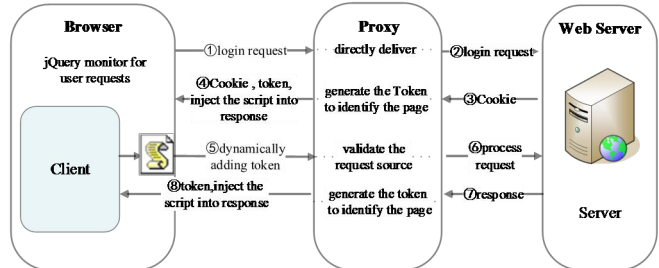 Browser
Proxy
Web Server
jQuery monitor for
user requests
①login request
directly deliver
②login request
④Cookie , token,
inject the script into
response
generate the Token
to identify the page
③Cookie
Client
⑤dynamically
adding token
validate the
request source
⑥process
request
⑧token,inject the
script into response
generate the token
to identify the page
⑦response
Server